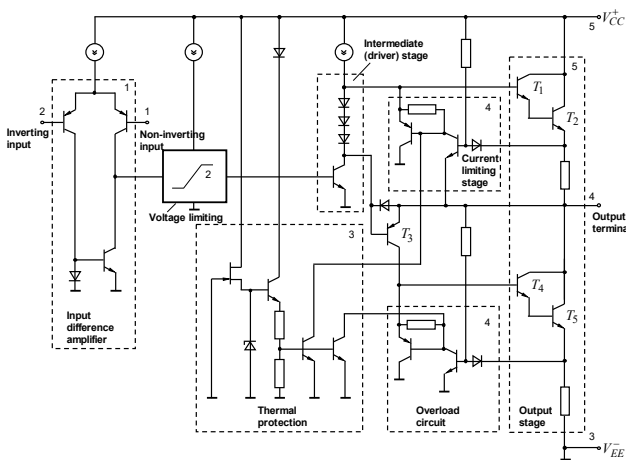 5
V⁺CC
Intermediate
(driver) stage
1
5
2
1
T1
4
T2
Inverting
input
Non-inverting
input
2
Current
limiting
stage
Voltage limiting
4
Output
terminal
3
T3
T4
T5
4
Input
difference
amplifier
Thermal
protection
Overload
circuit
Output
stage
3
V⁻EE